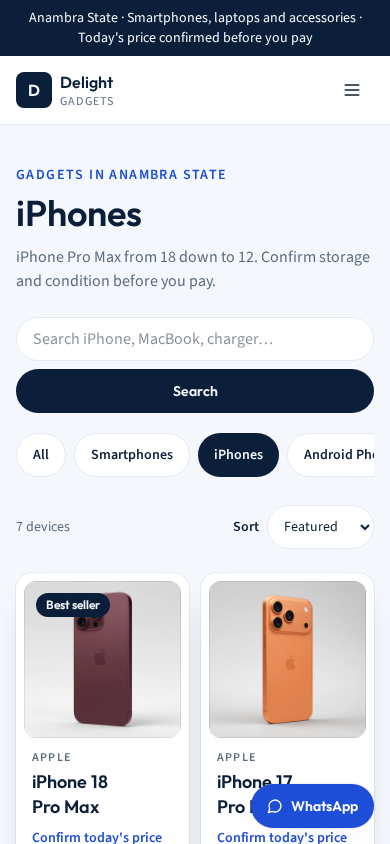 Anambra State · Smartphones, laptops and accessories ·
Today's price confirmed before you pay
D
Delight
GADGETS
GADGETS IN ANAMBRA STATE
iPhones
iPhone Pro Max from 18 down to 12. Confirm storage
and condition before you pay.
Search iPhone, MacBook, charger…
Search
All
Smartphones
iPhones
Android
7 devices
Sort
Featured
Best seller
APPLE
iPhone 18
Pro Max
Confirm today's price
APPLE
iPhone 17
Pro
WhatsApp
Confirm today's price